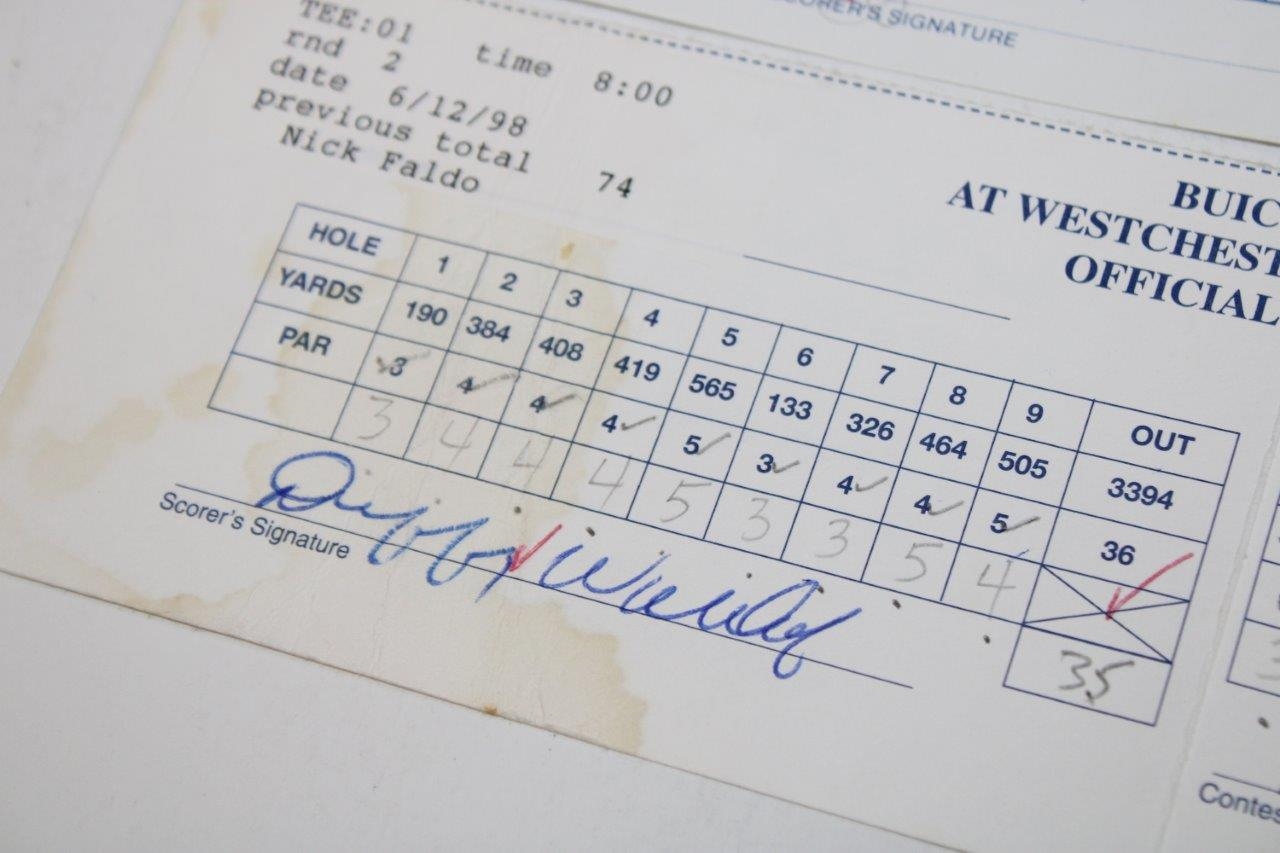 SCORER'S SIGNATURE
TEE:01 time 8:00
rnd 2
date 6/12/98
previous total 74
Nick Faldo
BUIC
AT WESTCHEST
OFFICIAL
HOLE 1 2 3 4 5 6 7 8 9 OUT
YARDS 190 384 408 419 565 133 326 464 505 3394
PAR 3 4 4 4 5 3 4 4 5 36
3 4 4 4 5 3 3 5 4
35
Scorer's Signature
Contes